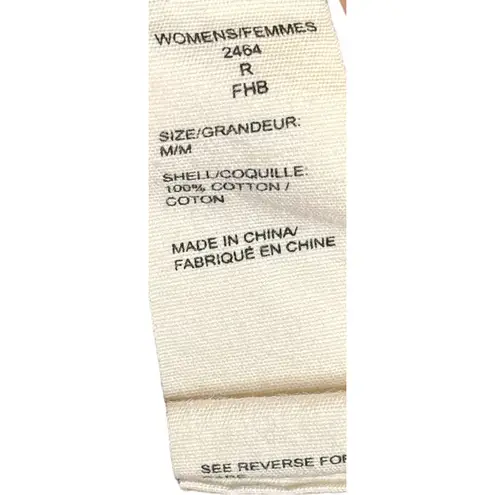 WOMENS/FEMMES
2464
R
FHB
SIZE/GRANDEUR:
M/M
SHELL/COQUILLE:
100% COTTON /
COTON
MADE IN CHINA/
FABRIQUÉ EN CHINE
SEE REVERSE FOR